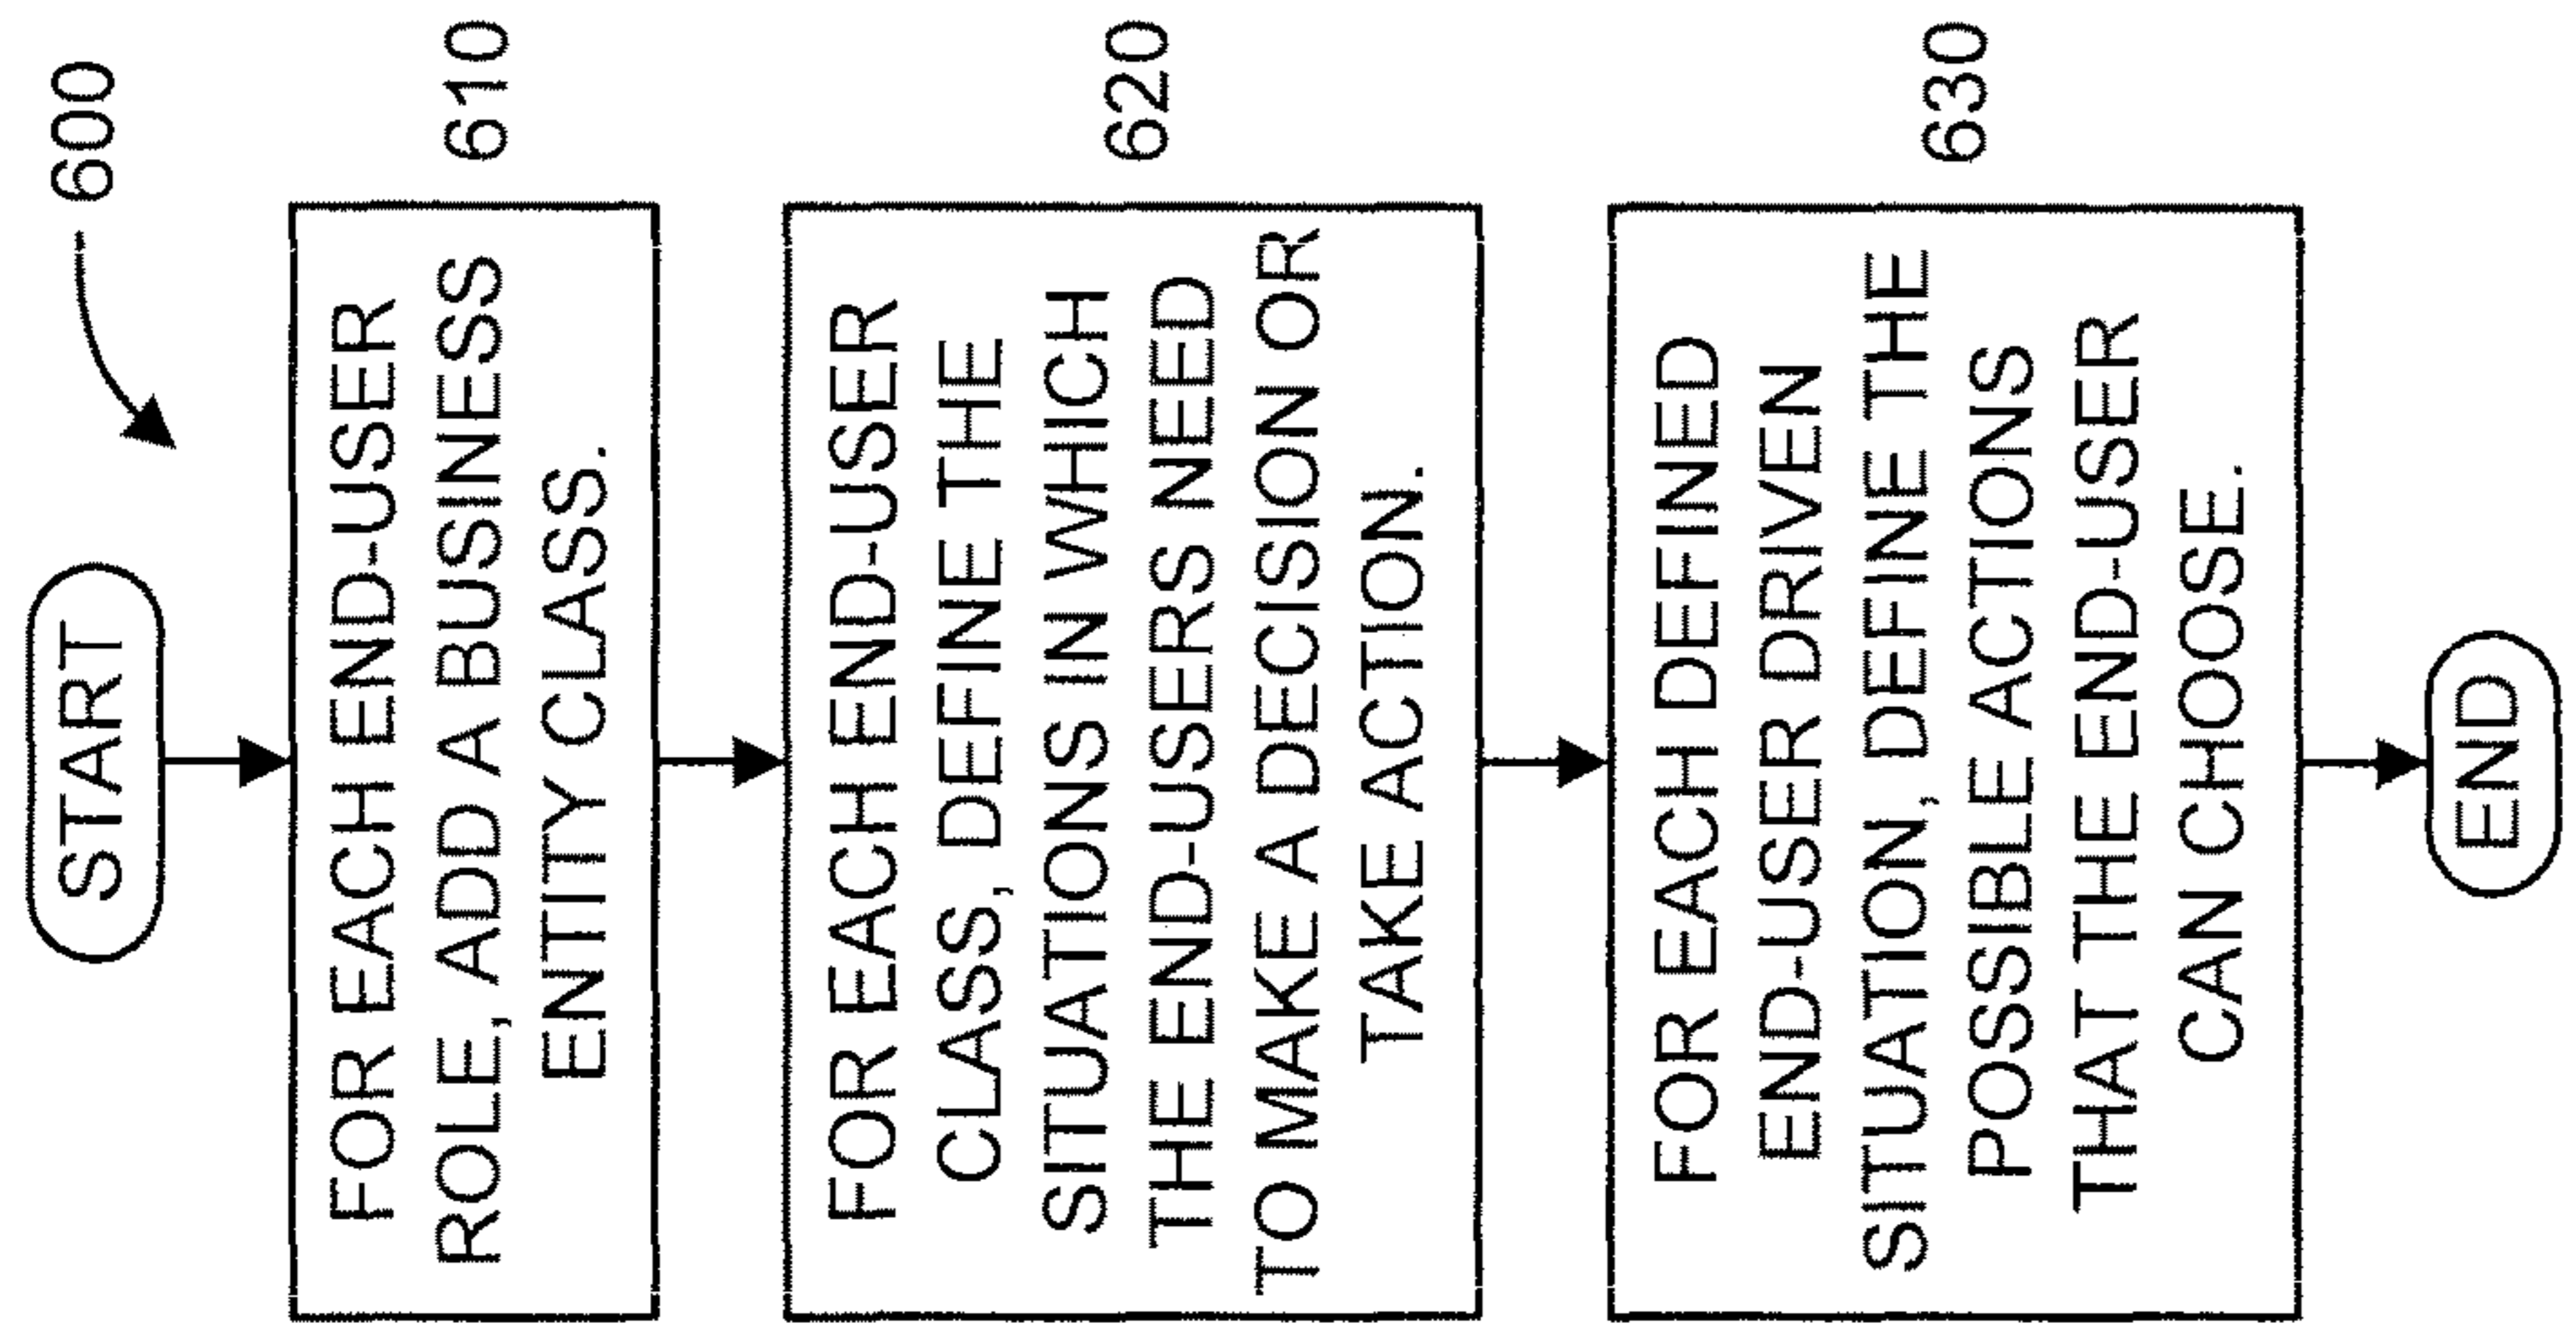 600
START
FOR EACH END-USER
ROLE, ADD A BUSINESS
ENTITY CLASS.
610
FOR EACH END-USER
CLASS, DEFINE THE
SITUATIONS IN WHICH
THE END-USERS NEED
TO MAKE A DECISION OR
TAKE ACTION.
620
FOR EACH DEFINED
END-USER DRIVEN
SITUATION, DEFINE THE
POSSIBLE ACTIONS
THAT THE END-USER
CAN CHOOSE.
630
END